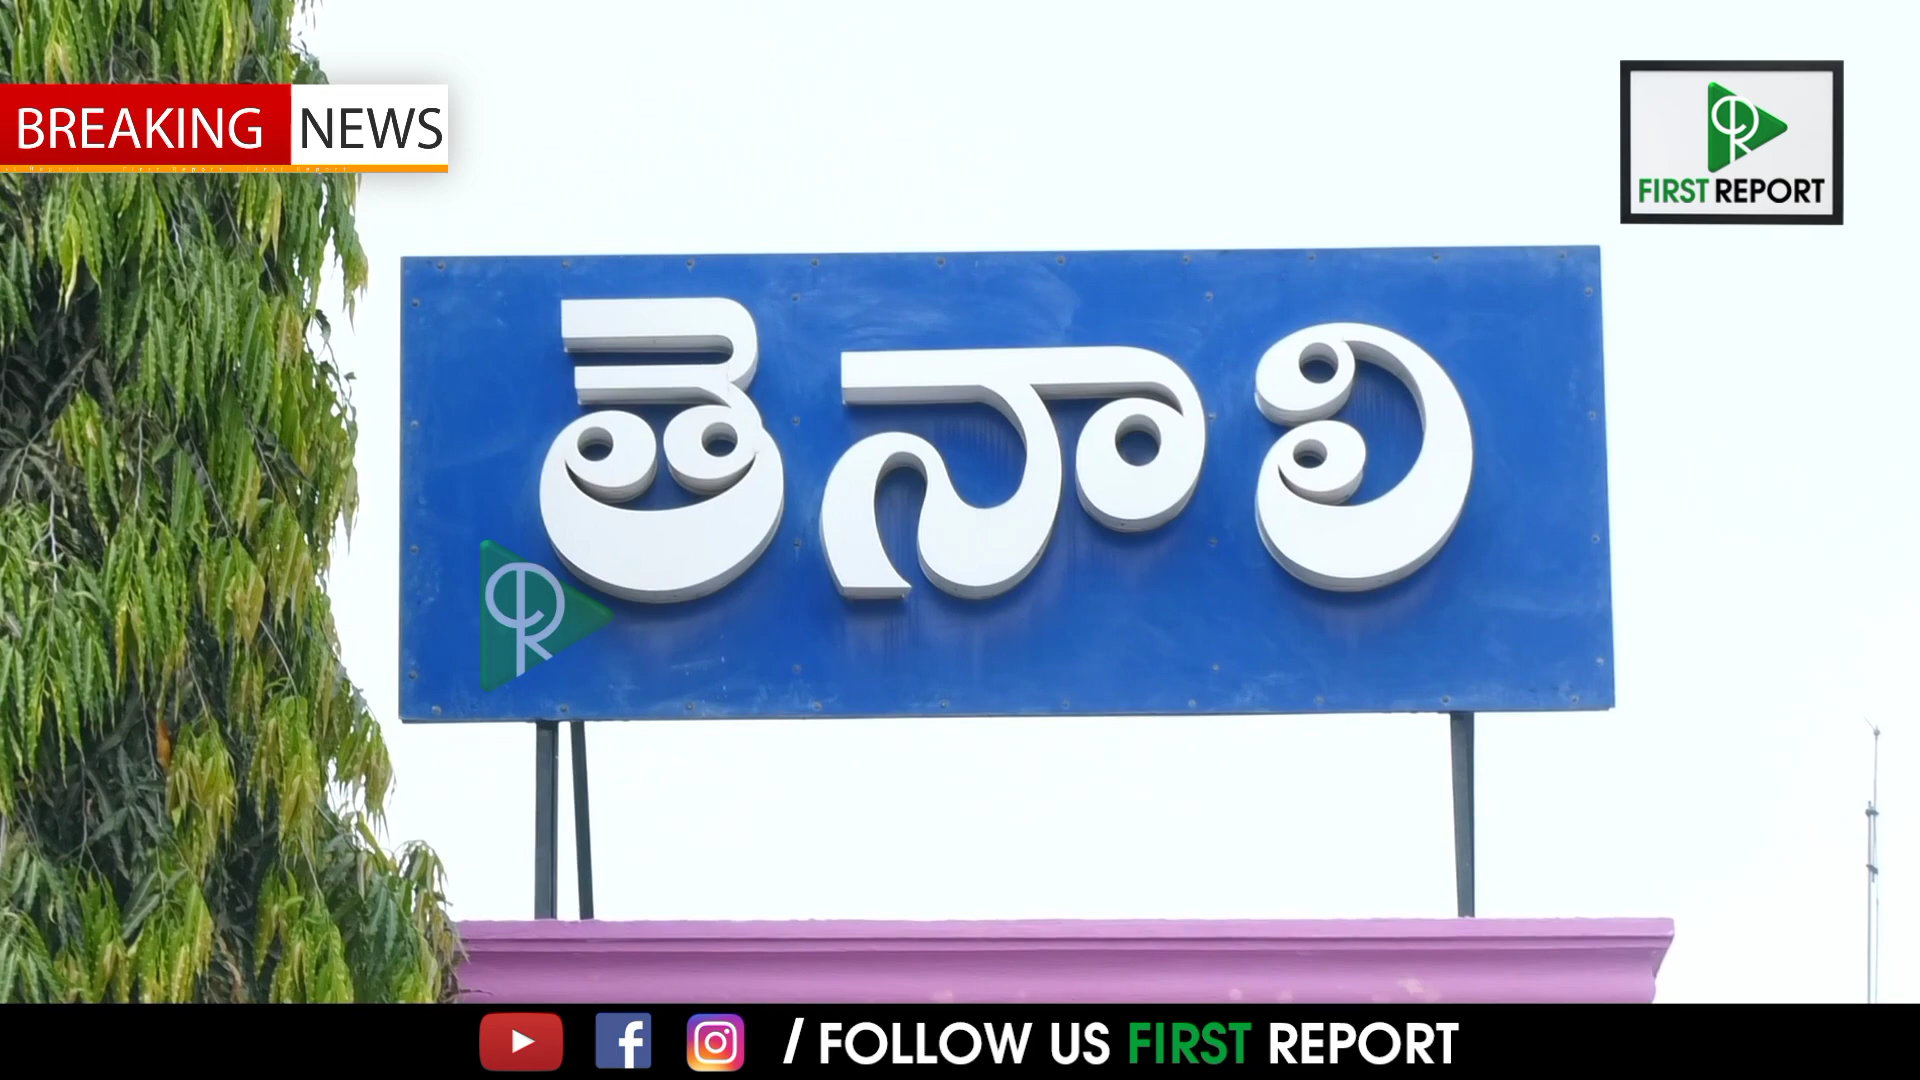 BREAKING NEWS
FIRST REPORT
తెనాలి
/ FOLLOW US FIRST REPORT